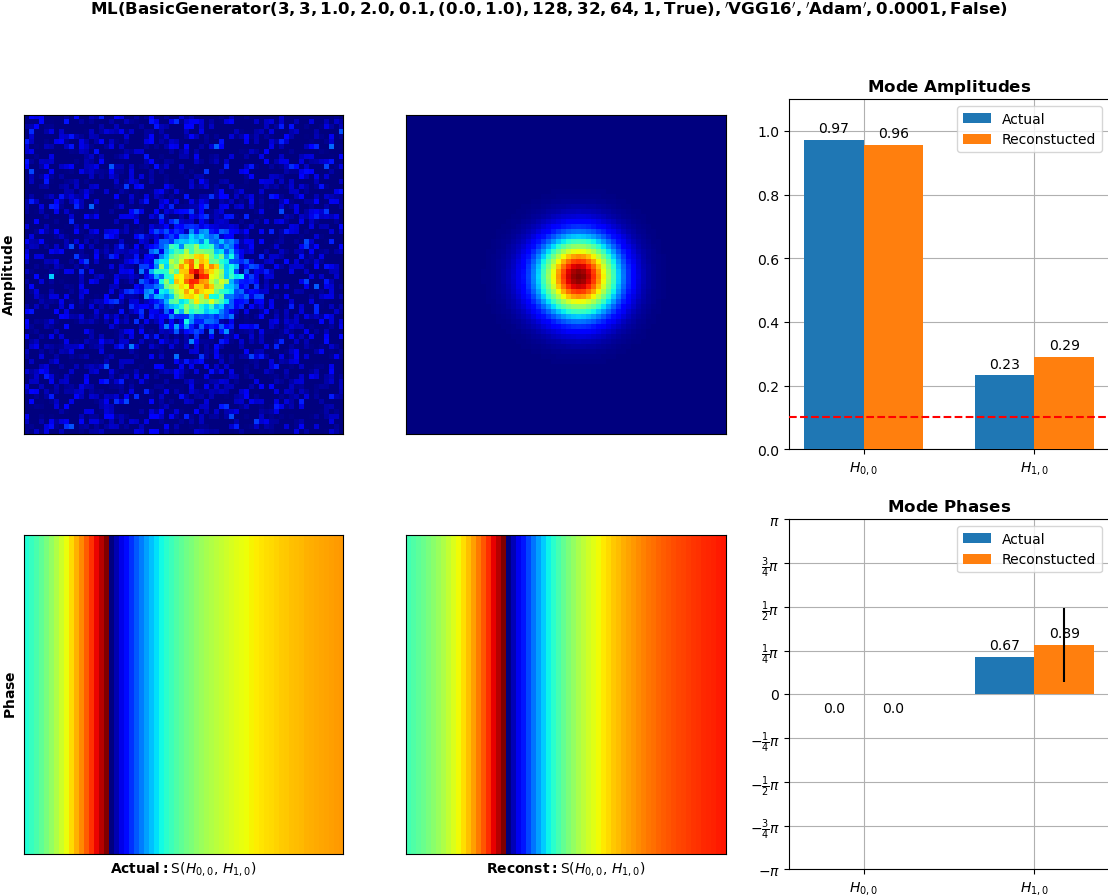 ML(BasicGenerator(3, 3, 1.0, 2.0, 0.1, (0.0, 1.0), 128, 32, 64, 1, True), ′VGG16′, ′Adam′, 0.0001, False)
Amplitude
Mode Amplitudes
Actual
Reconstucted
1.0
0.8
0.6
0.4
0.2
0.0
0.97
0.96
0.23
0.29
H0, 0
H1, 0
Phase
Actual: S(H0, 0, H1, 0)
Reconst: S(H0, 0, H1, 0)
Mode Phases
Actual
Reconstucted
π
3/4π
1/2π
1/4π
0
−1/4π
−1/2π
−3/4π
−π
0.0
0.0
0.67
0.89
H0, 0
H1, 0